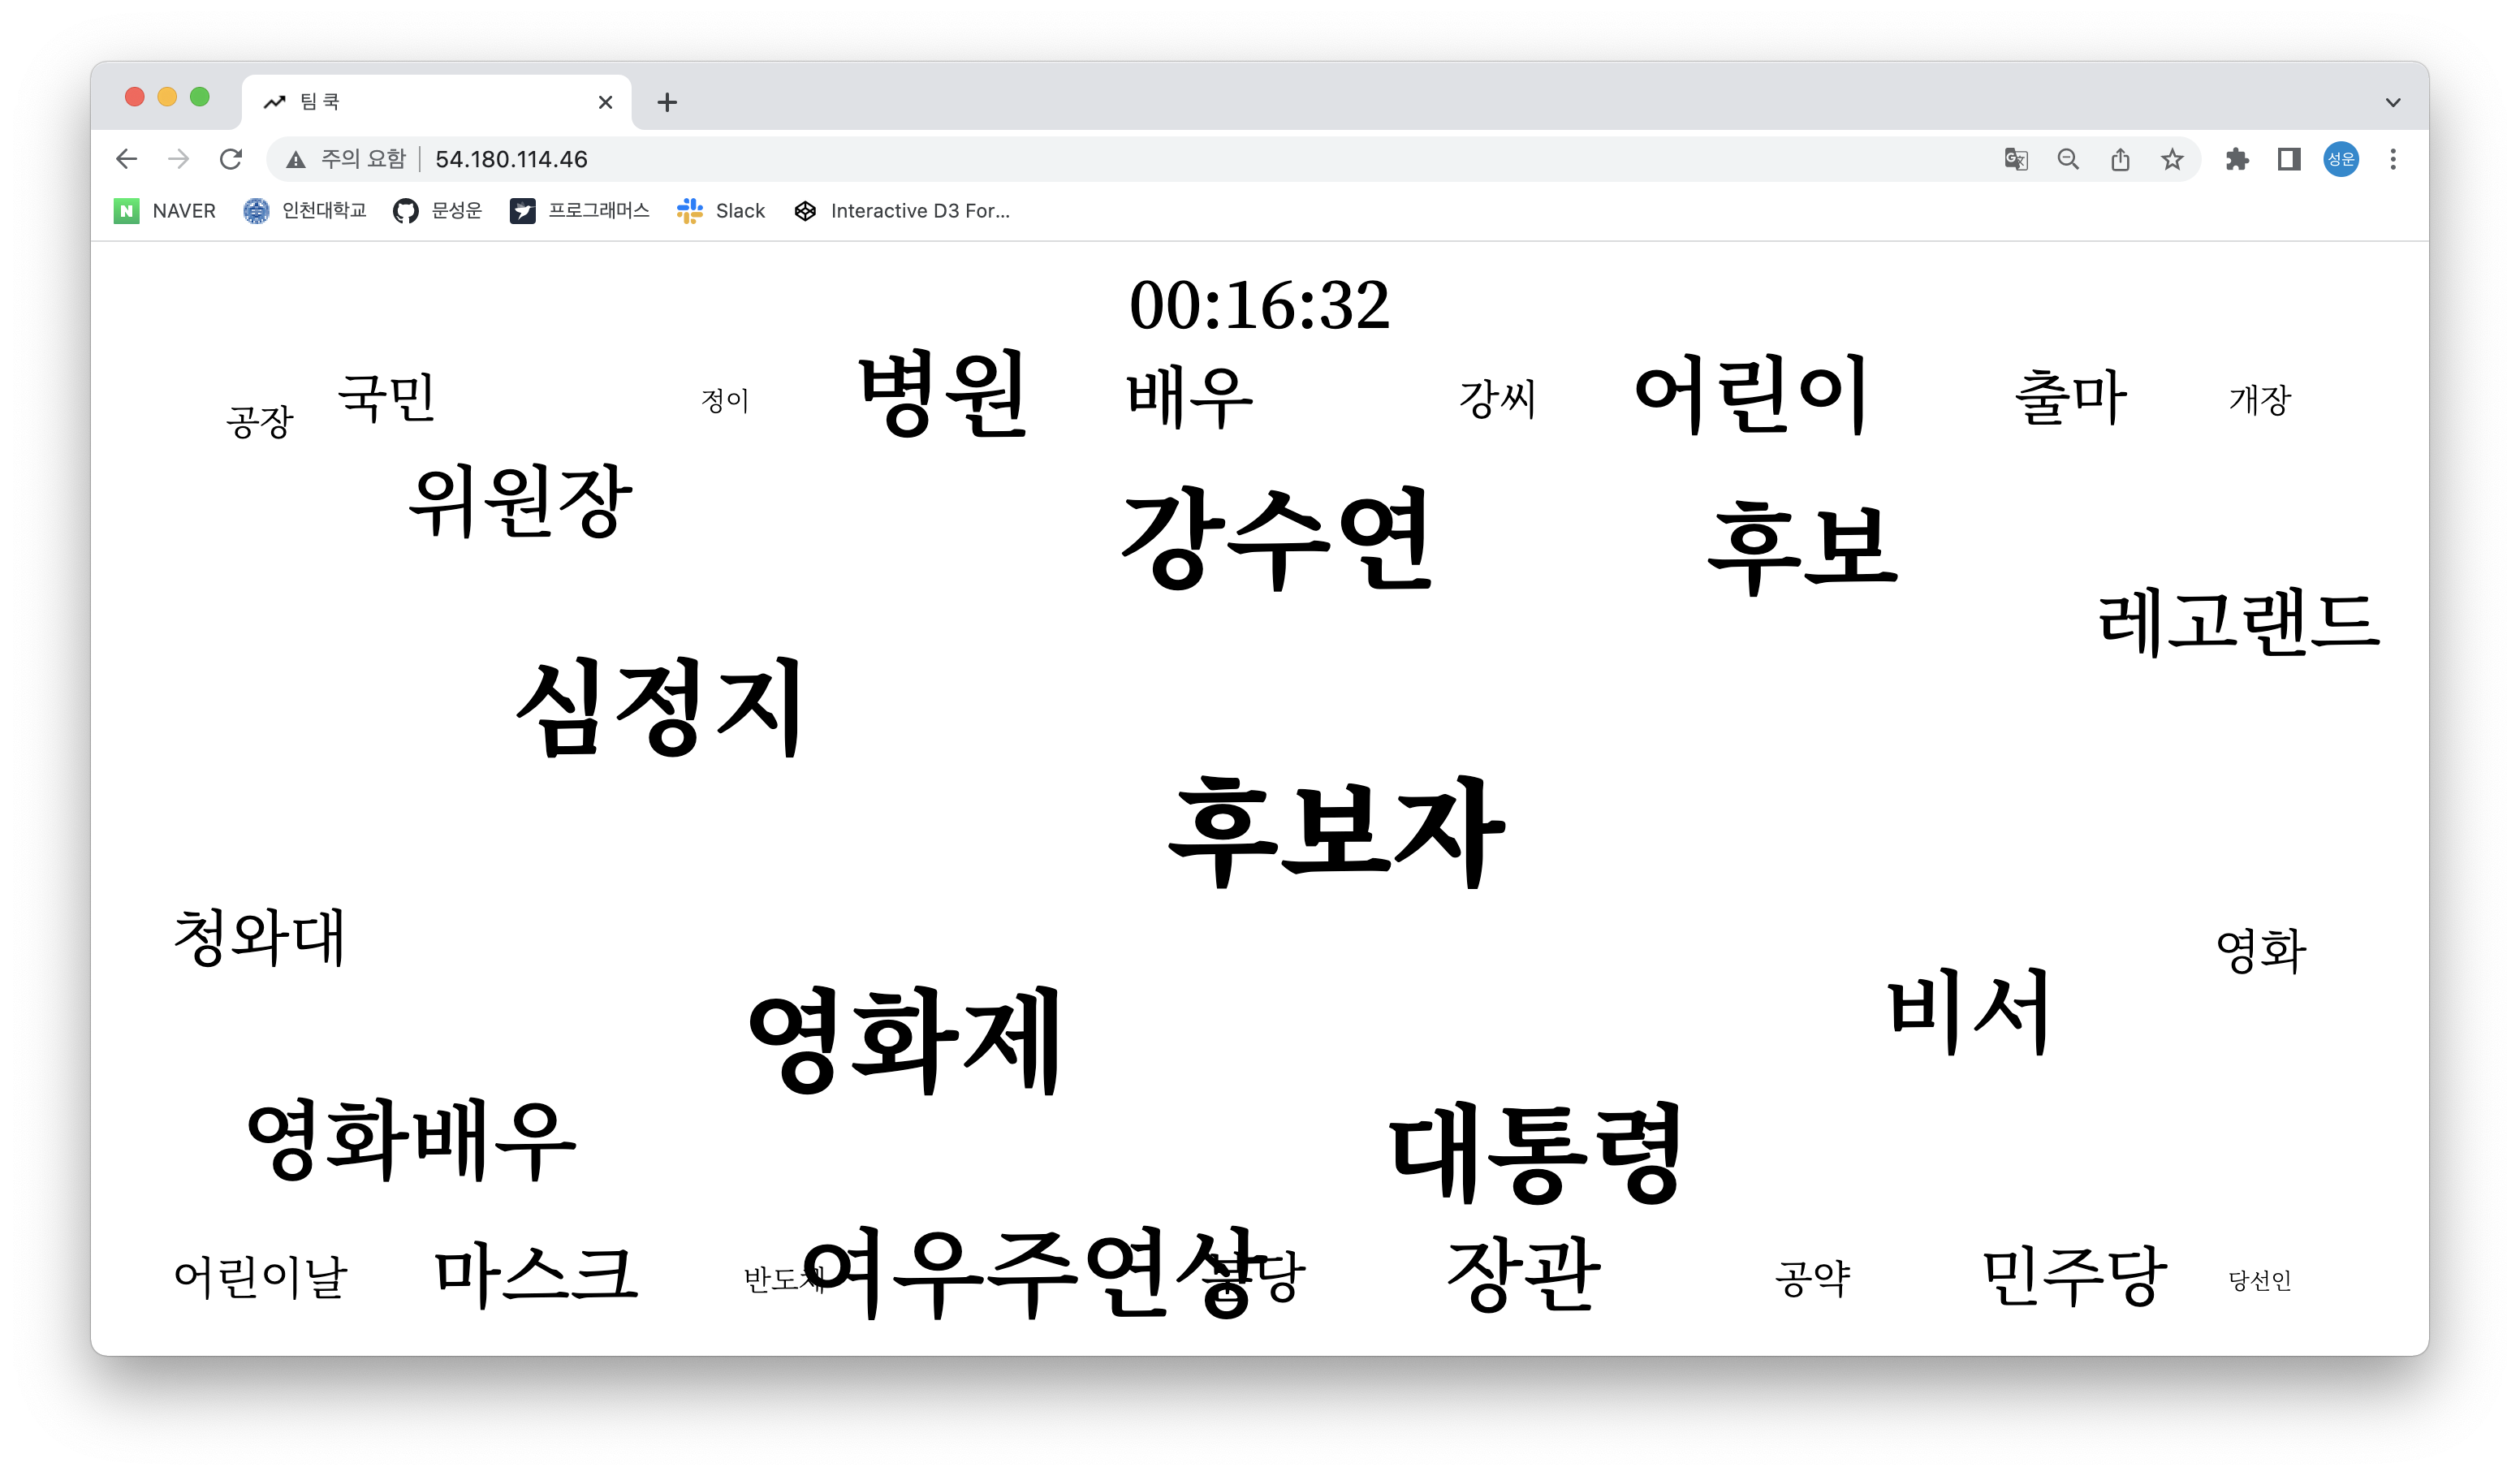 팀 쿡
주의 요함 54.180.114.46 성운
NAVER 인천대학교 문성운 프로그래머스 Slack Interactive D3 For...
00:16:32
공장 국민 정이 병원 배우 강씨 어린이 출마 개장
위원장 강수연 후보
레고랜드
심정지
후보자
청와대 영화
영화제 비서
영화배우 대통령
어린이날 마스크 반도체 여우주연상 장관 공약 민주당 당선인